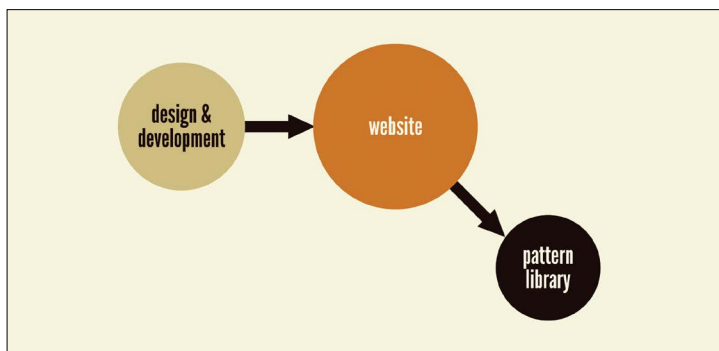 design &
development
website
pattern
library